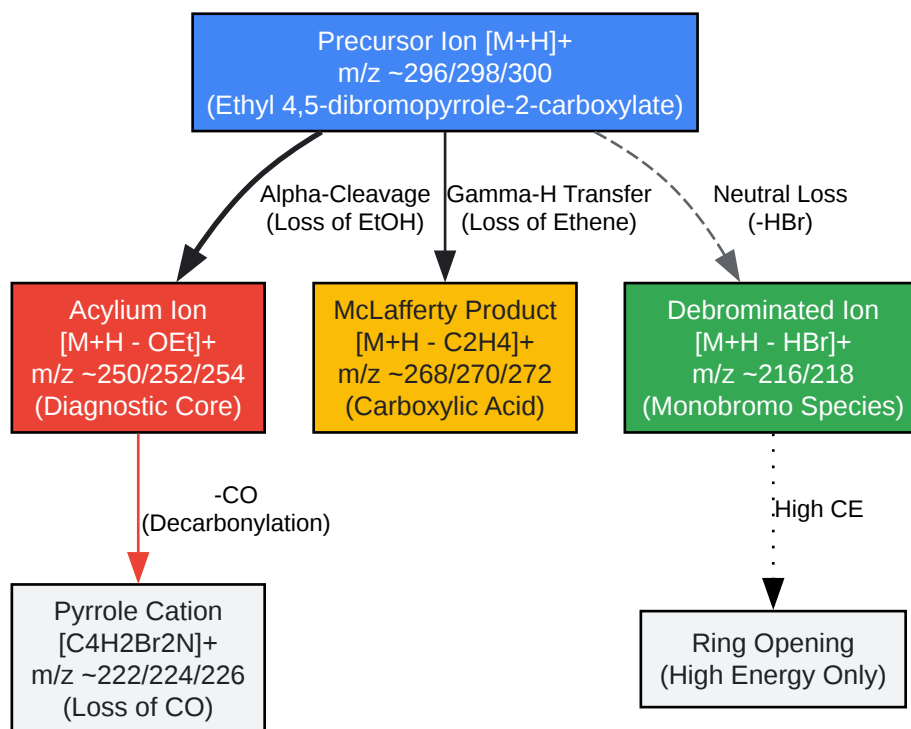 Precursor Ion [M+H]+
m/z ~296/298/300
(Ethyl 4,5-dibromopyrrole-2-carboxylate)
Alpha-Cleavage
(Loss of EtOH)
Gamma-H Transfer
(Loss of Ethene)
Neutral Loss
(-HBr)
Acylium Ion
[M+H - OEt]+
m/z ~250/252/254
(Diagnostic Core)
McLafferty Product
[M+H - C2H4]+
m/z ~268/270/272
(Carboxylic Acid)
Debrominated Ion
[M+H - HBr]+
m/z ~216/218
(Monobromo Species)
-CO
(Decarbonylation)
High CE
Pyrrole Cation
[C4H2Br2N]+
m/z ~222/224/226
(Loss of CO)
Ring Opening
(High Energy Only)